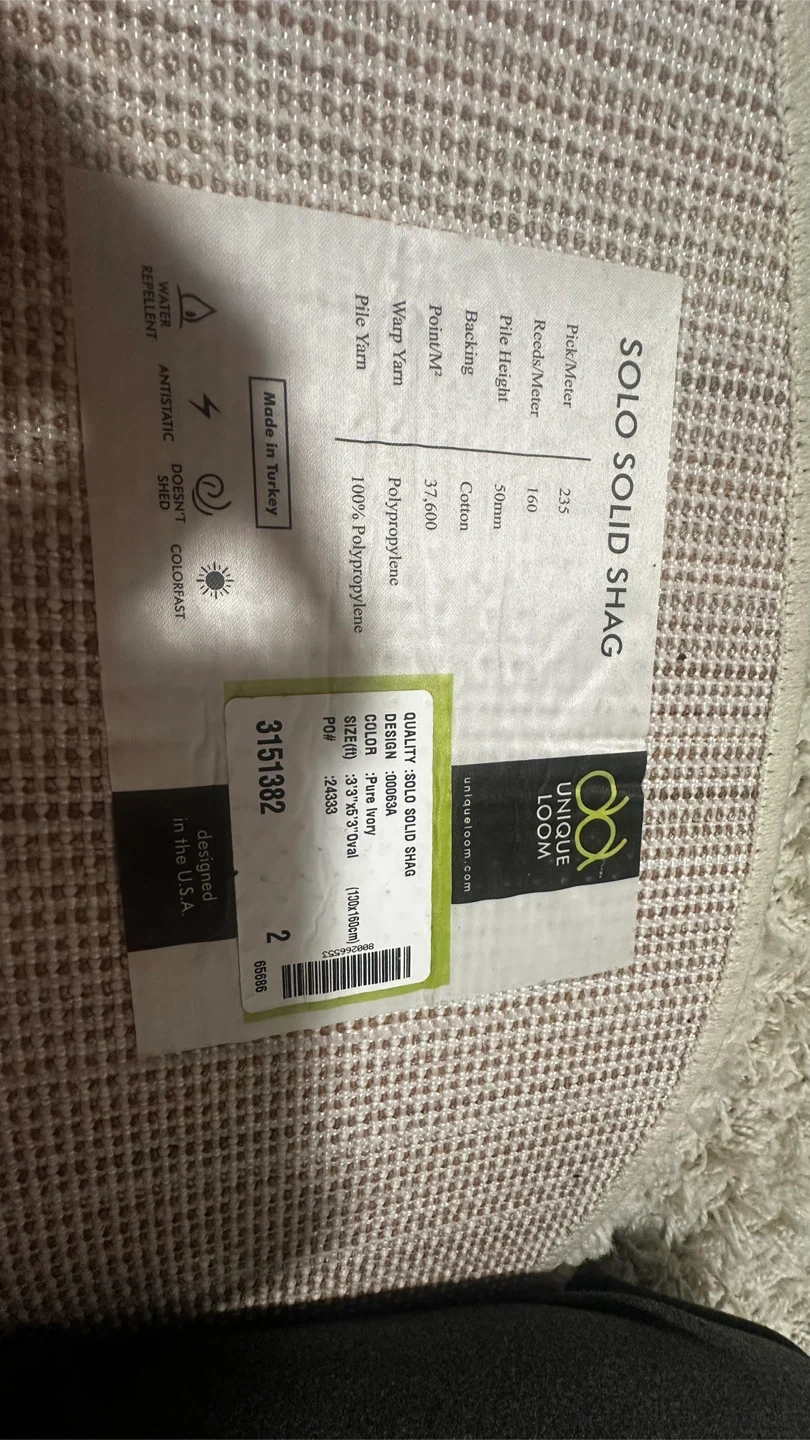 SOLO SOLID SHAG
Pick/Meter 235
Reeds/Meter 160
Pile Height 50mm
Backing Cotton
Point/M² 37,600
Warp Yarn Polypropylene
Pile Yarn 100% Polypropylene
Made in Turkey
WATER REPELLENT
ANTISTATIC
DOESN'T SHED
COLORFAST
UNIQUE
LOOM
uniqueloom.com
QUALITY :SOLO SOLID SHAG
DESIGN :00063A
COLOR :Pure Ivory
SIZE(ft) :3'3"x5'3"Oval (100x160cm)
PO# :24333
800266553
3151382 2 65686
designed
in the U.S.A.